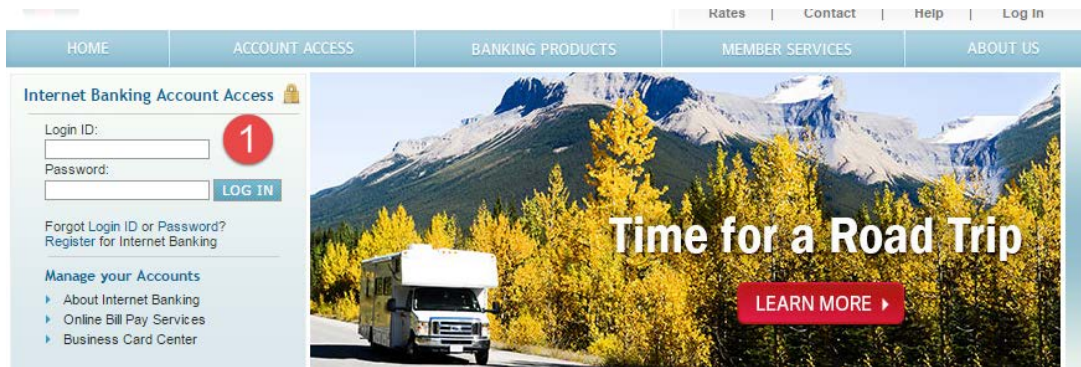 Rates | Contact | Help | Log In
HOME ACCOUNT ACCESS BANKING PRODUCTS MEMBER SERVICES ABOUT US
Internet Banking Account Access
Login ID:
1
Password:
LOG IN
Forgot Login ID or Password?
Register for Internet Banking
Manage your Accounts
About Internet Banking
Online Bill Pay Services
Business Card Center
Time for a Road Trip
LEARN MORE